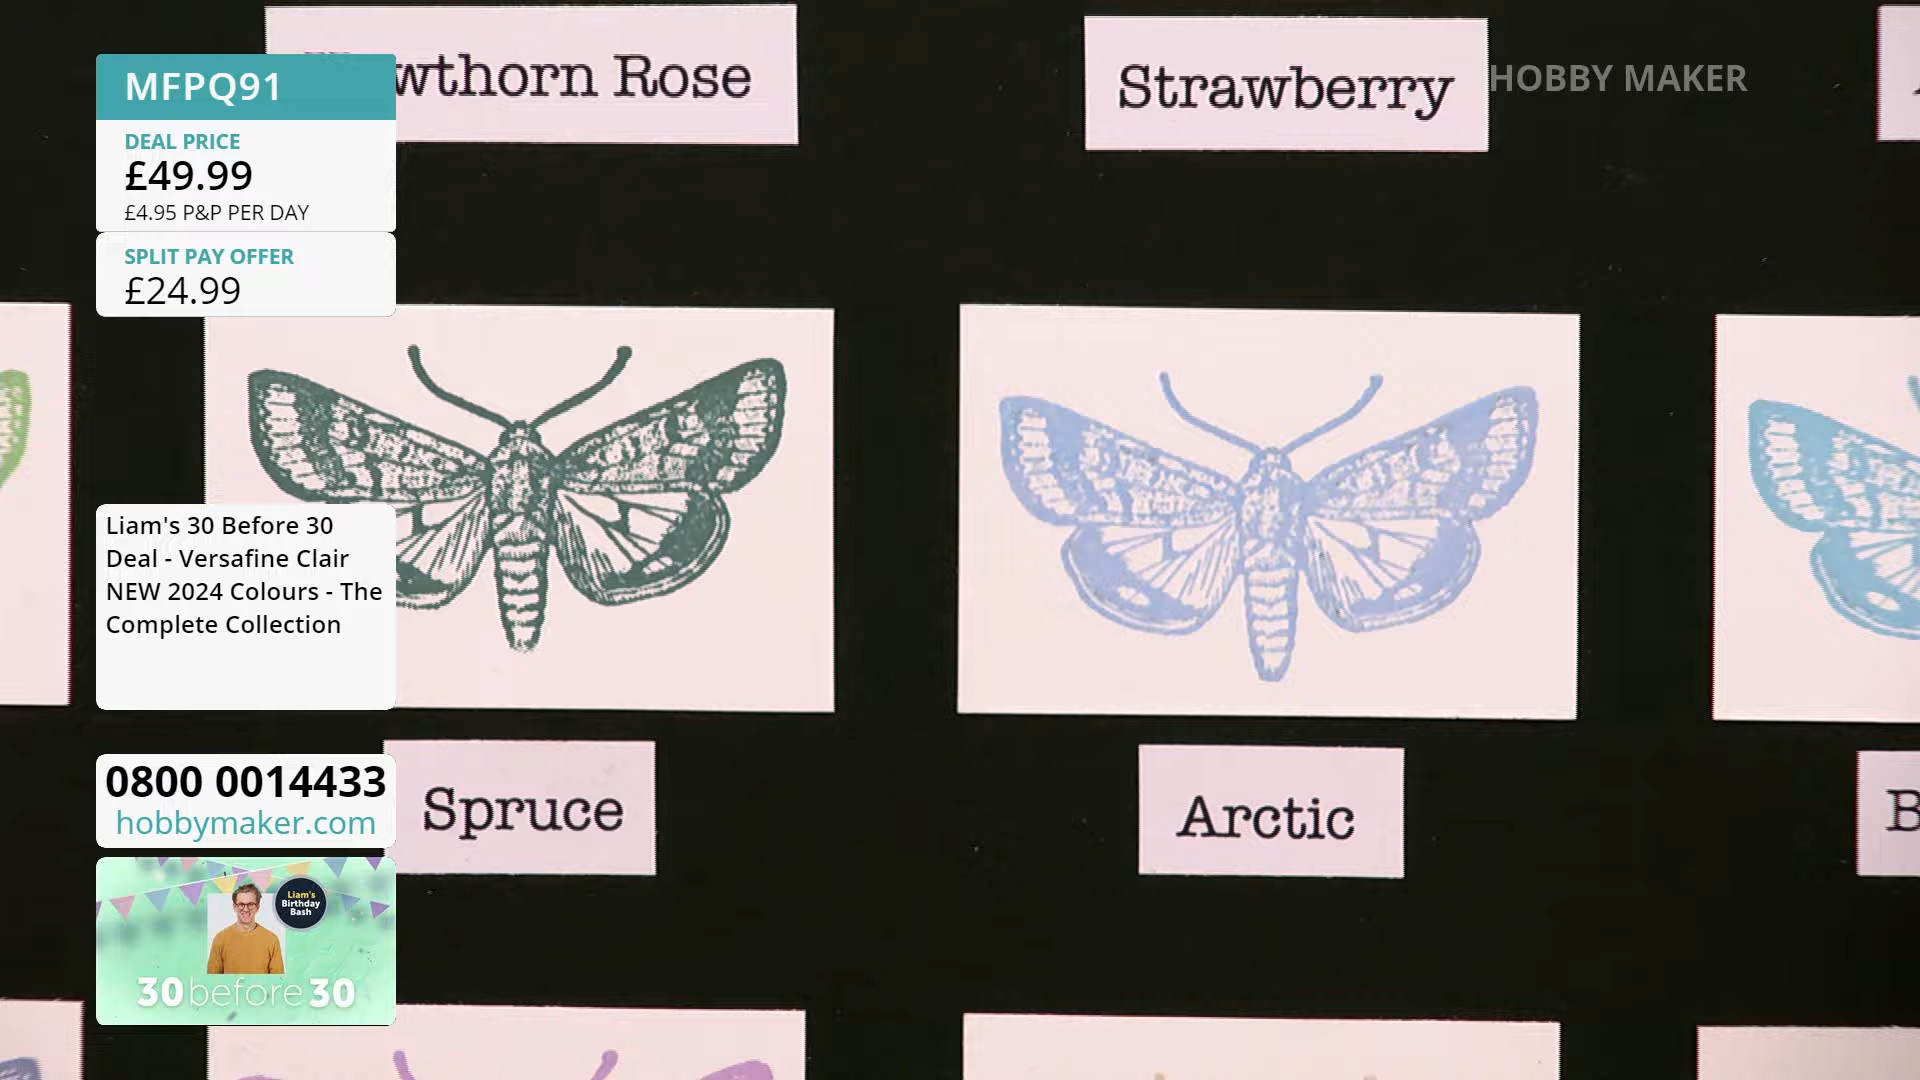 wthorn Rose
Strawberry
HOBBY MAKER
MFPQ91
DEAL PRICE
£49.99
£4.95 P&P PER DAY
SPLIT PAY OFFER
£24.99
Liam's 30 Before 30
Deal - Versafine Clair
NEW 2024 Colours - The
Complete Collection
0800 0014433
hobbymaker.com
Spruce
Arctic
B
Liam's
Birthday
Bash
30 before 30